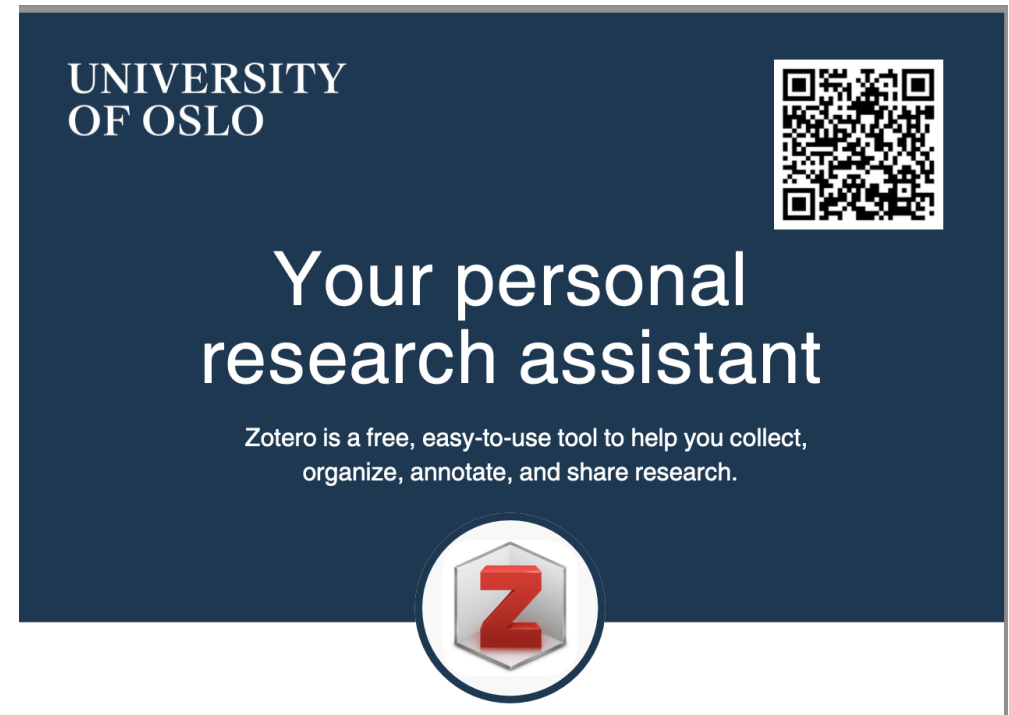 UNIVERSITY
OF OSLO
Your personal
research assistant
Zotero is a free, easy-to-use tool to help you collect,
organize, annotate, and share research.
Z